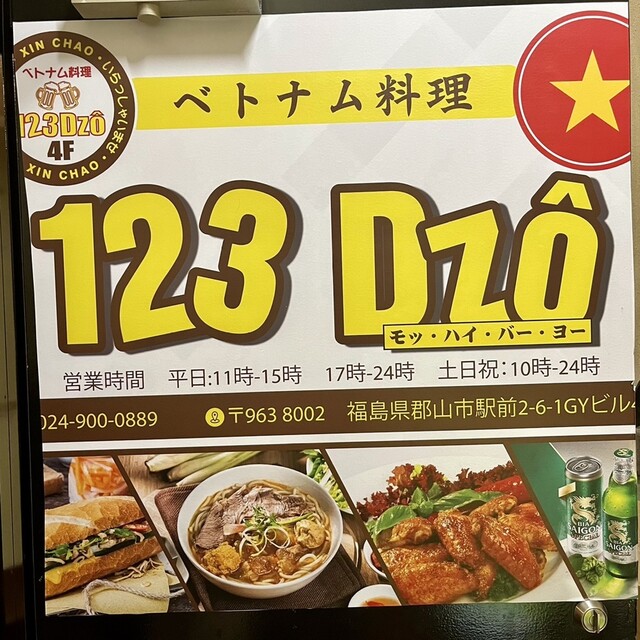 XIN CHAO・いらっしゃいませ・
ベトナム料理
123Dzô
4F
XIN CHAO・
ベトナム料理
123 Dzô
モッ・ハイ・バー・ヨー
営業時間 平日:11時-15時 17時-24時 土日祝:10時-24時
024-900-0889 〒963 8002 福島県郡山市駅前2-6-1GYビル4
BIA
SAIGON
SAIGON